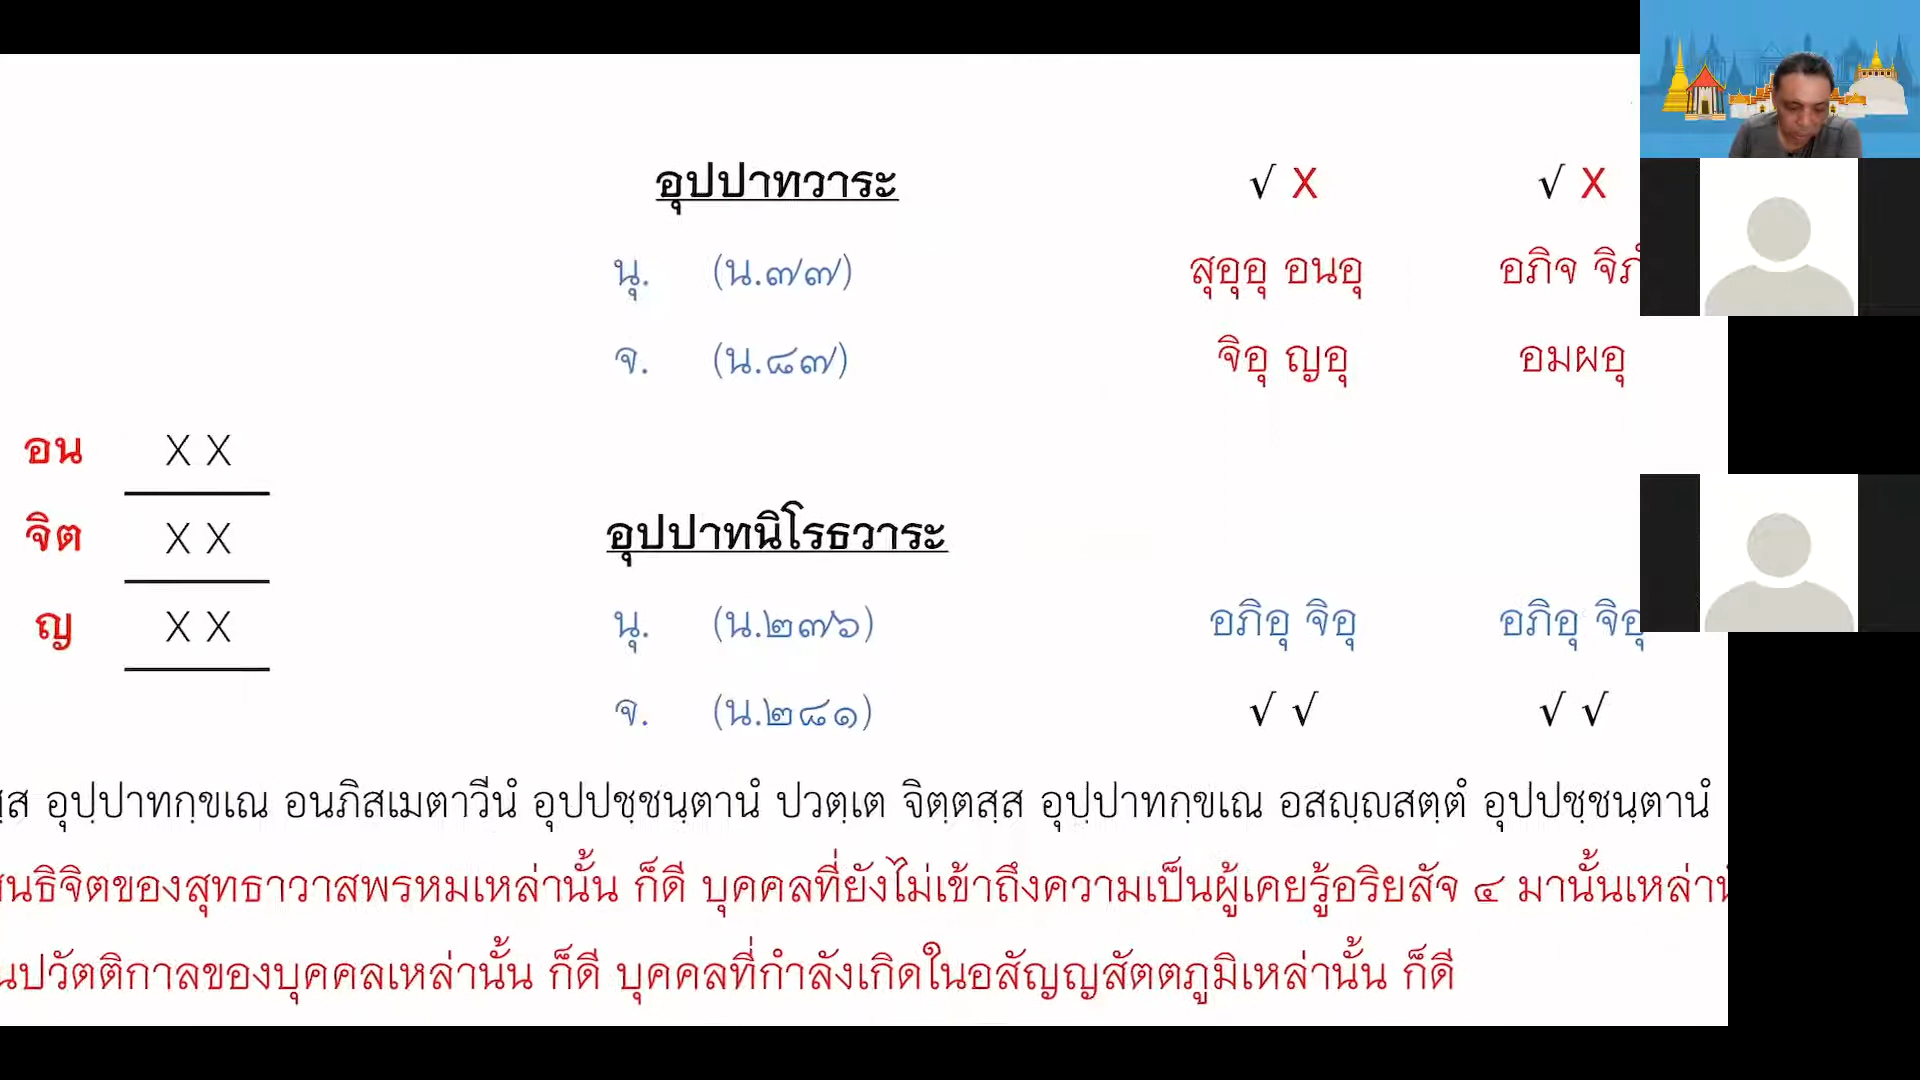 อุปปาทวาระ √ X √ X
นุ. (น.๗๗) สุอุอุ อนอุ อภิจ
จ. (น.๘๗) จิอุ ญอุ อมผอุ
อน X X
จิต X X
อุปปาทนิโรธวาระ
ญ X X นุ. (น.๒๗๖) อภิอุ จิอุ อภิอุ จิอุ
จ. (น.๒๘๑) √ √ √ √
อุปฺปาทกฺขเณ อนภิสเมตาวีนํ อุปปชฺชนฺตานํ ปวตฺเต จิตฺตสฺส อุปฺปาทกฺขเณ อสญฺญสตฺตํ อุปปชฺชนฺตานํ
สนธิจิตของสุทธาวาสพรหมเหล่านั้น ก็ดี บุคคลที่ยังไม่เข้าถึงความเป็นผู้เคยรู้อริยสัจ ๔ มานั้นเหล่า
นปวัตติกาลของบุคคลเหล่านั้น ก็ดี บุคคลที่กำลังเกิดในอสัญญสัตตภูมิเหล่านั้น ก็ดี